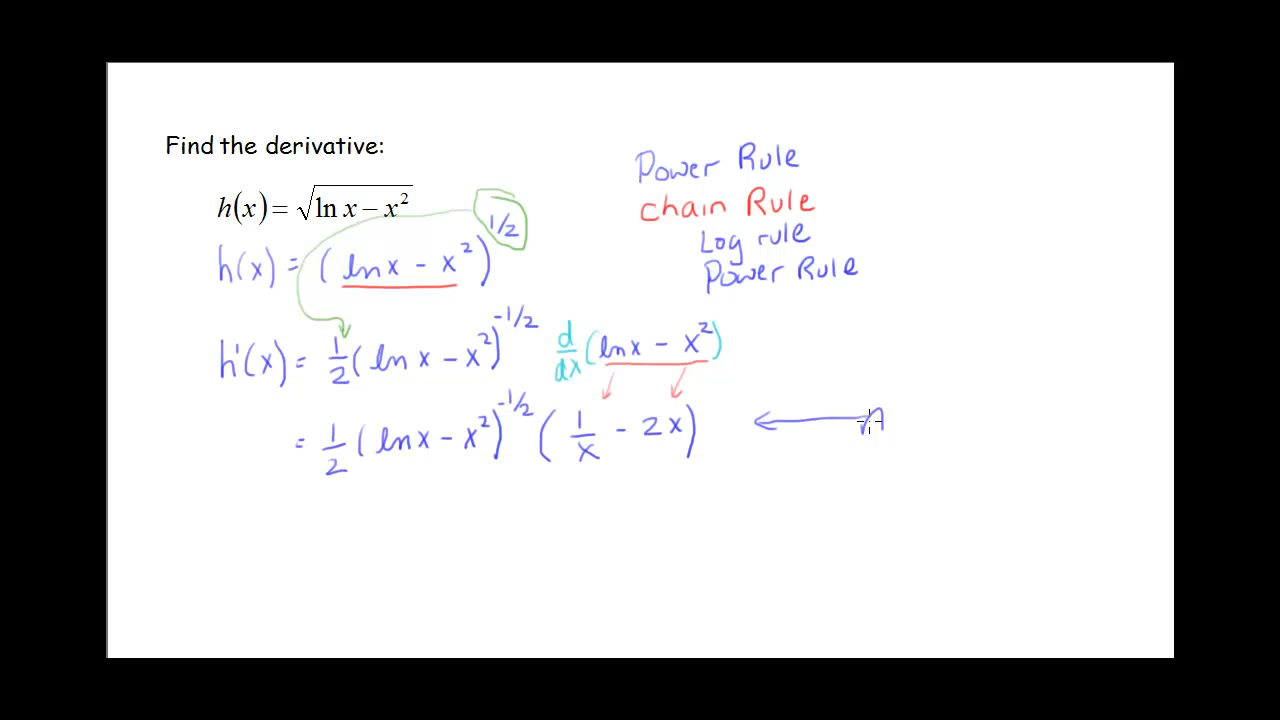 Find the derivative:
h(x) = √(ln x – x²)
h(x) = (ln x - x²)^1/2
h'(x) = 1/2 (ln x - x²)^-1/2 d/dx (ln x - x²)
= 1/2 (ln x - x²)^-1/2 (1/x - 2x)
Power Rule
chain Rule
Log rule
Power Rule